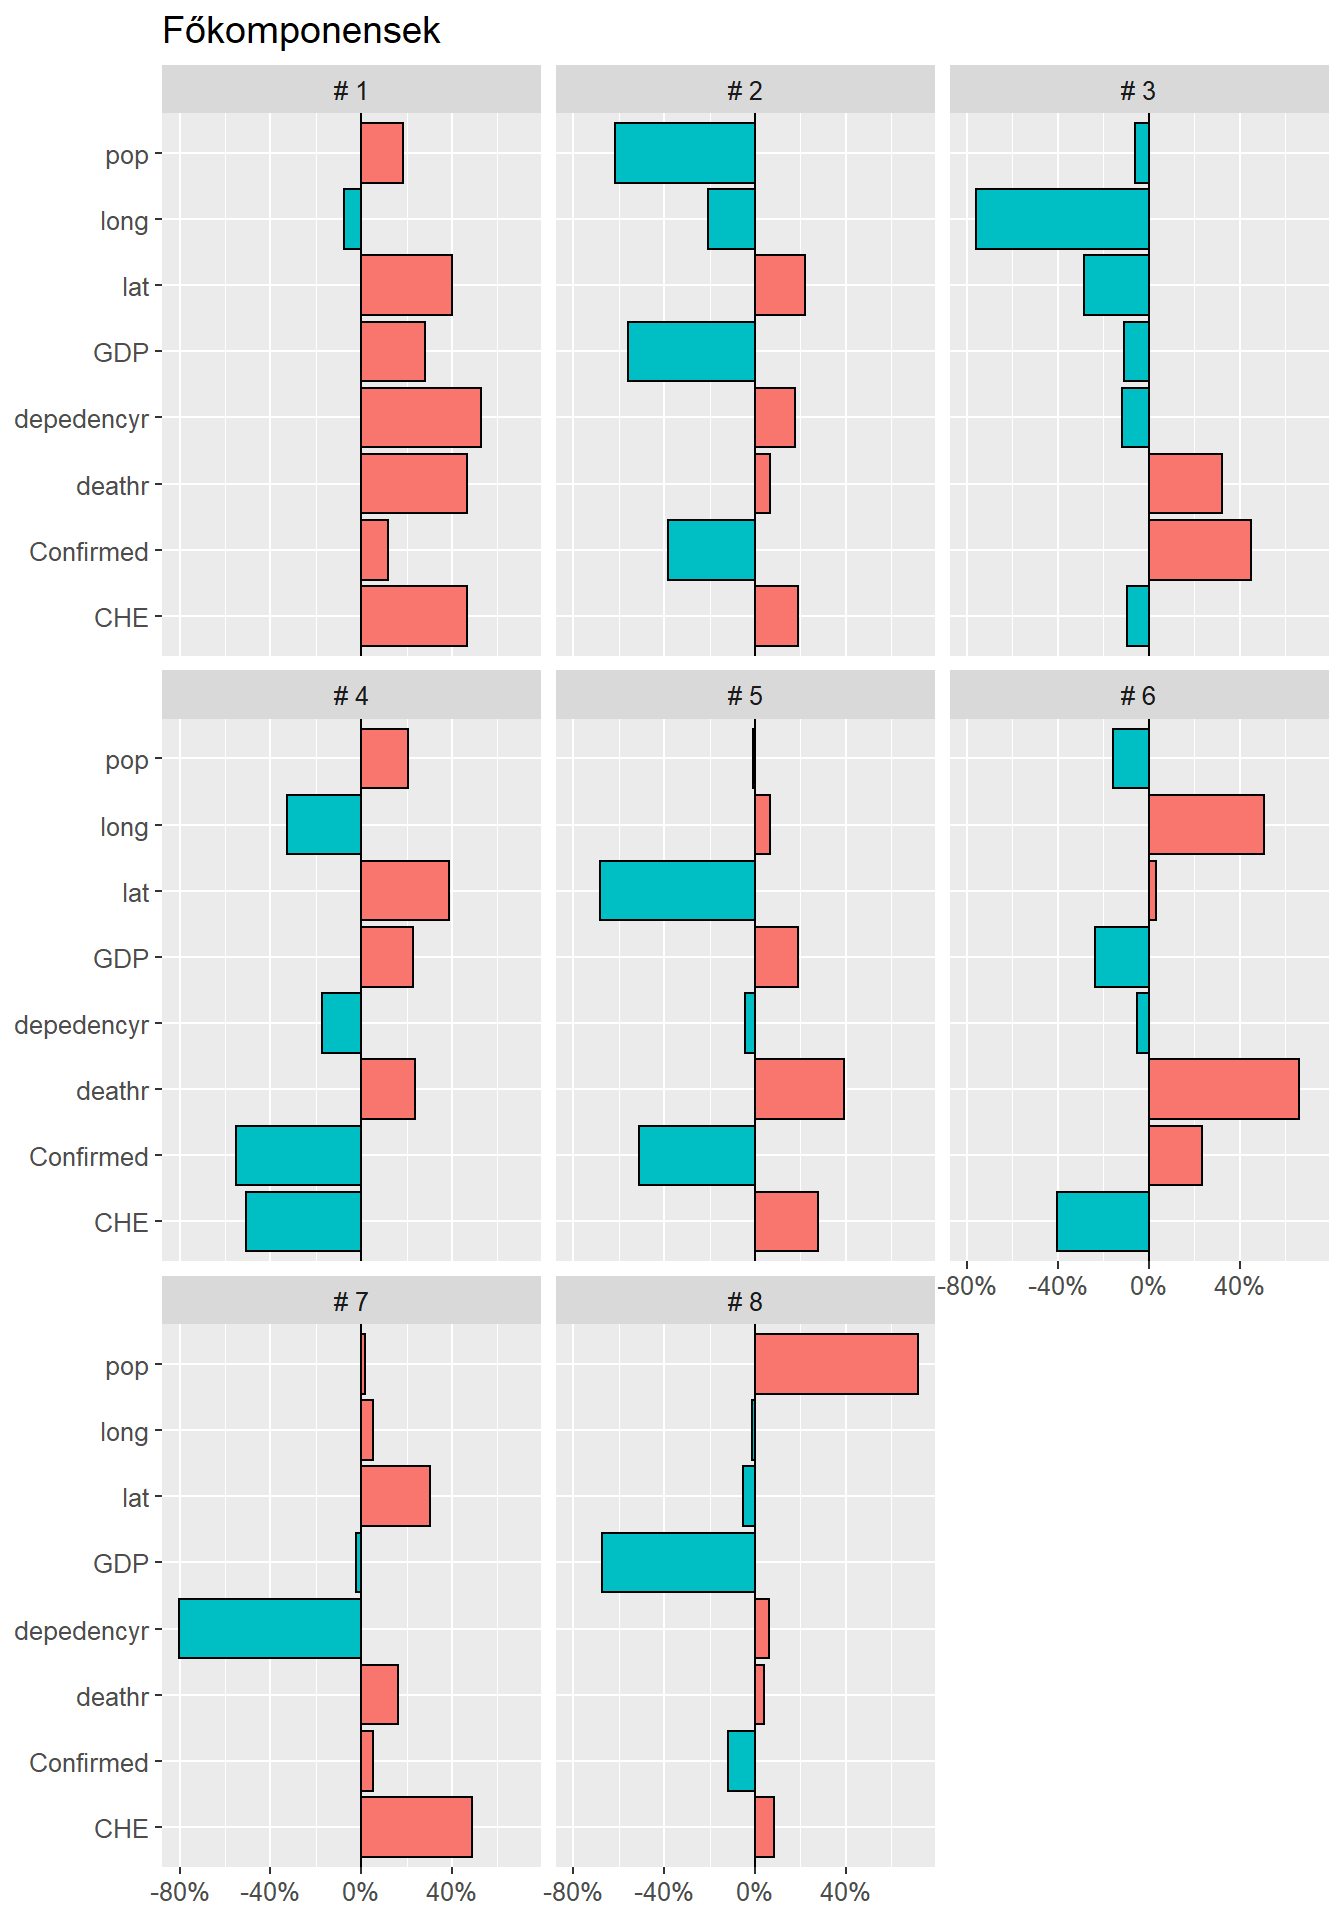 Főkomponensek
# 1
# 2
# 3
pop
long
lat
GDP
depedencyr
deathr
Confirmed
CHE
# 4
# 5
# 6
pop
long
lat
GDP
depedencyr
deathr
Confirmed
CHE
-80% -40% 0% 40%
# 7
# 8
pop
long
lat
GDP
depedencyr
deathr
Confirmed
CHE
-80% -40% 0% 40%
-80% -40% 0% 40%